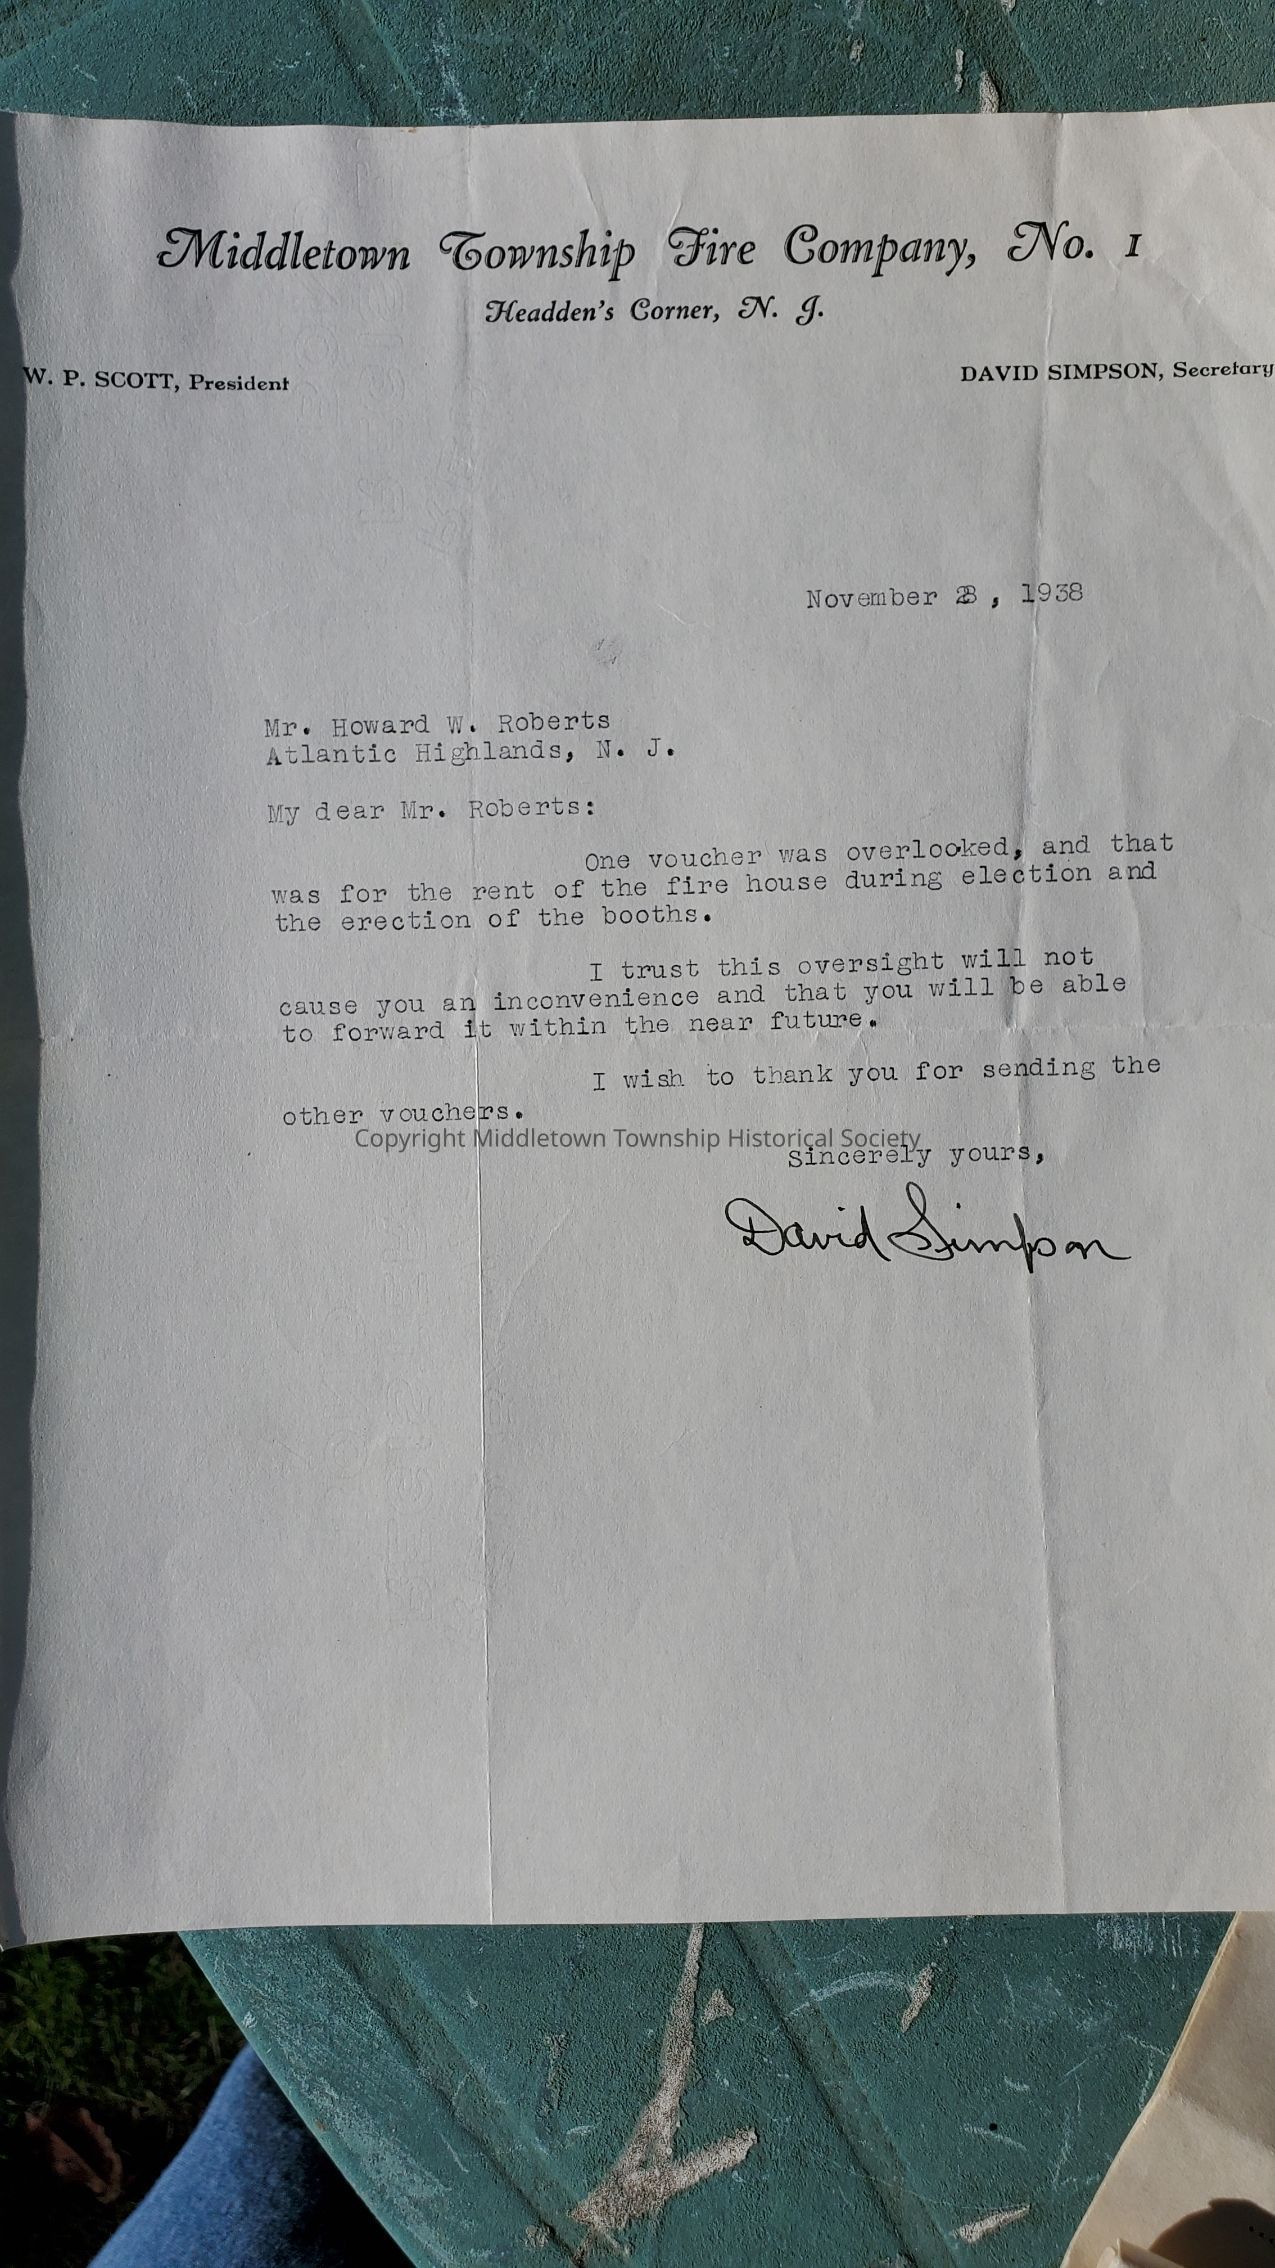 Middletown Township Fire Company, No. 1
Headden's Corner, N. J.
W. P. SCOTT, President
DAVID SIMPSON, Secretary
November , 1938
Mr. Howard W. Roberts
Atlantic Highlands, N. J.
My dear Mr. Roberts:
One voucher was overlooked, and that
was for the rent of the fire house during election and
the erection of the booths.
I trust this oversight will not
cause you an inconvenience and that you will be able
to forward it within the near future.
I wish to thank you for sending the
other vouchers.
Copyright Middletown Township Historical Society
Sincerely yours,
David Simpson